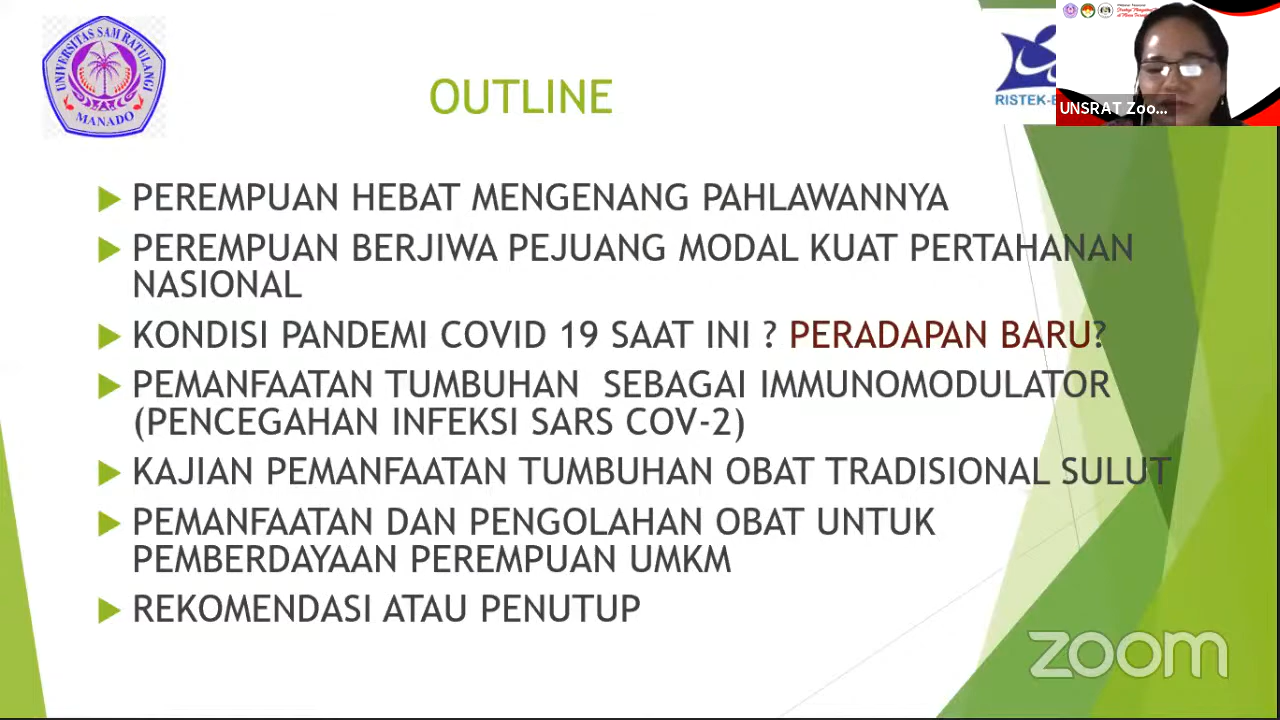 UNIVERSITAS SAM RATULANGI
MANADO
OUTLINE
RISTEK-
UNSRAT Zoo...
PEREMPUAN HEBAT MENGENANG PAHLAWANNYA
PEREMPUAN BERJIWA PEJUANG MODAL KUAT PERTAHANAN
NASIONAL
KONDISI PANDEMI COVID 19 SAAT INI ? PERADAPAN BARU?
PEMANFAATAN TUMBUHAN SEBAGAI IMMUNOMODULATOR
(PENCEGAHAN INFEKSI SARS COV-2)
KAJIAN PEMANFAATAN TUMBUHAN OBAT TRADISIONAL SULUT
PEMANFAATAN DAN PENGOLAHAN OBAT UNTUK
PEMBERDAYAAN PEREMPUAN UMKM
REKOMENDASI ATAU PENUTUP
zoom